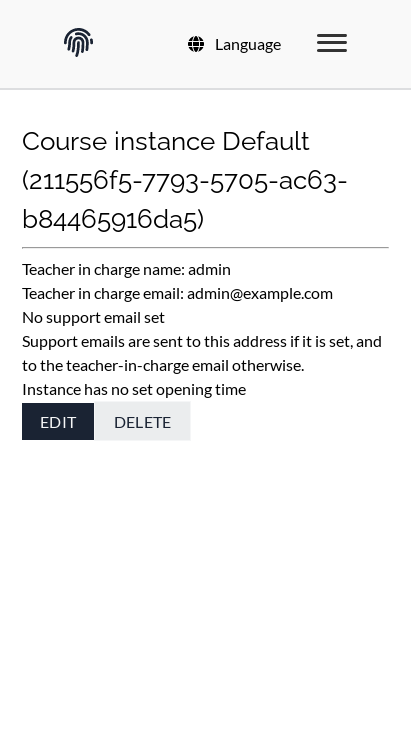 Language
Course instance Default
(211556f5-7793-5705-ac63-
b84465916da5)
Teacher in charge name: admin
Teacher in charge email: admin@example.com
No support email set
Support emails are sent to this address if it is set, and
to the teacher-in-charge email otherwise.
Instance has no set opening time
EDIT DELETE